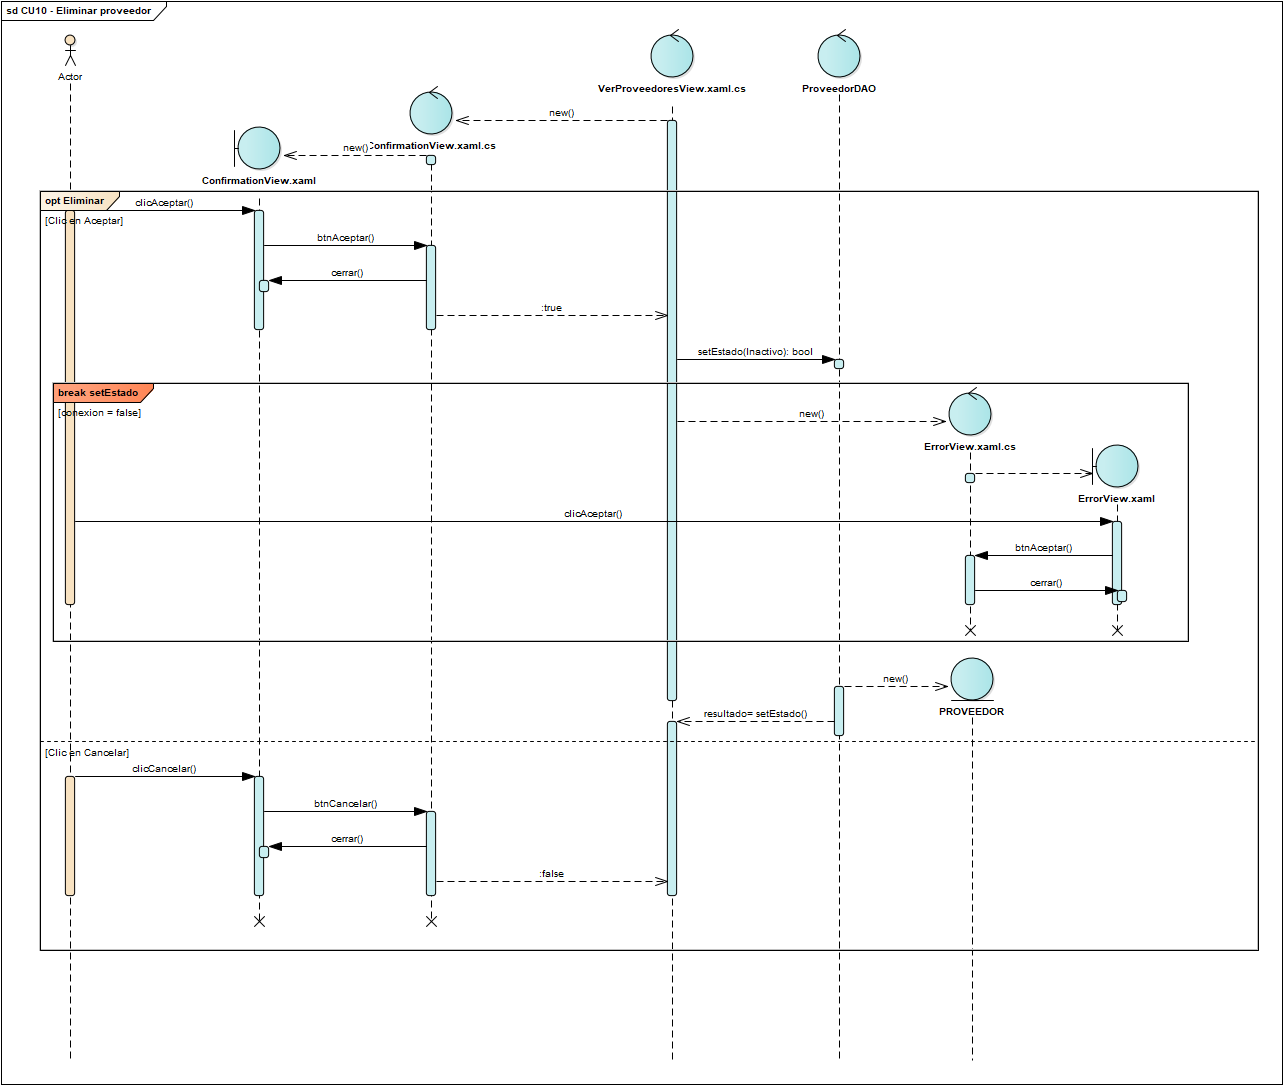 sd CU10 - Eliminar proveedor
Actor
VerProveedoresView.xaml.cs
ProveedorDAO
new()
ConfirmationView.xaml.cs
new()
ConfirmationView.xaml
opt Eliminar
clicAceptar()
[Clic en Aceptar]
btnAceptar()
cerrar()
:true
setEstado(Inactivo): bool
break setEstado
[conexion = false]
new()
ErrorView.xaml.cs
ErrorView.xaml
clicAceptar()
btnAceptar()
cerrar()
new()
PROVEEDOR
resultado= setEstado()
[Clic en Cancelar]
clicCancelar()
btnCancelar()
cerrar()
:false